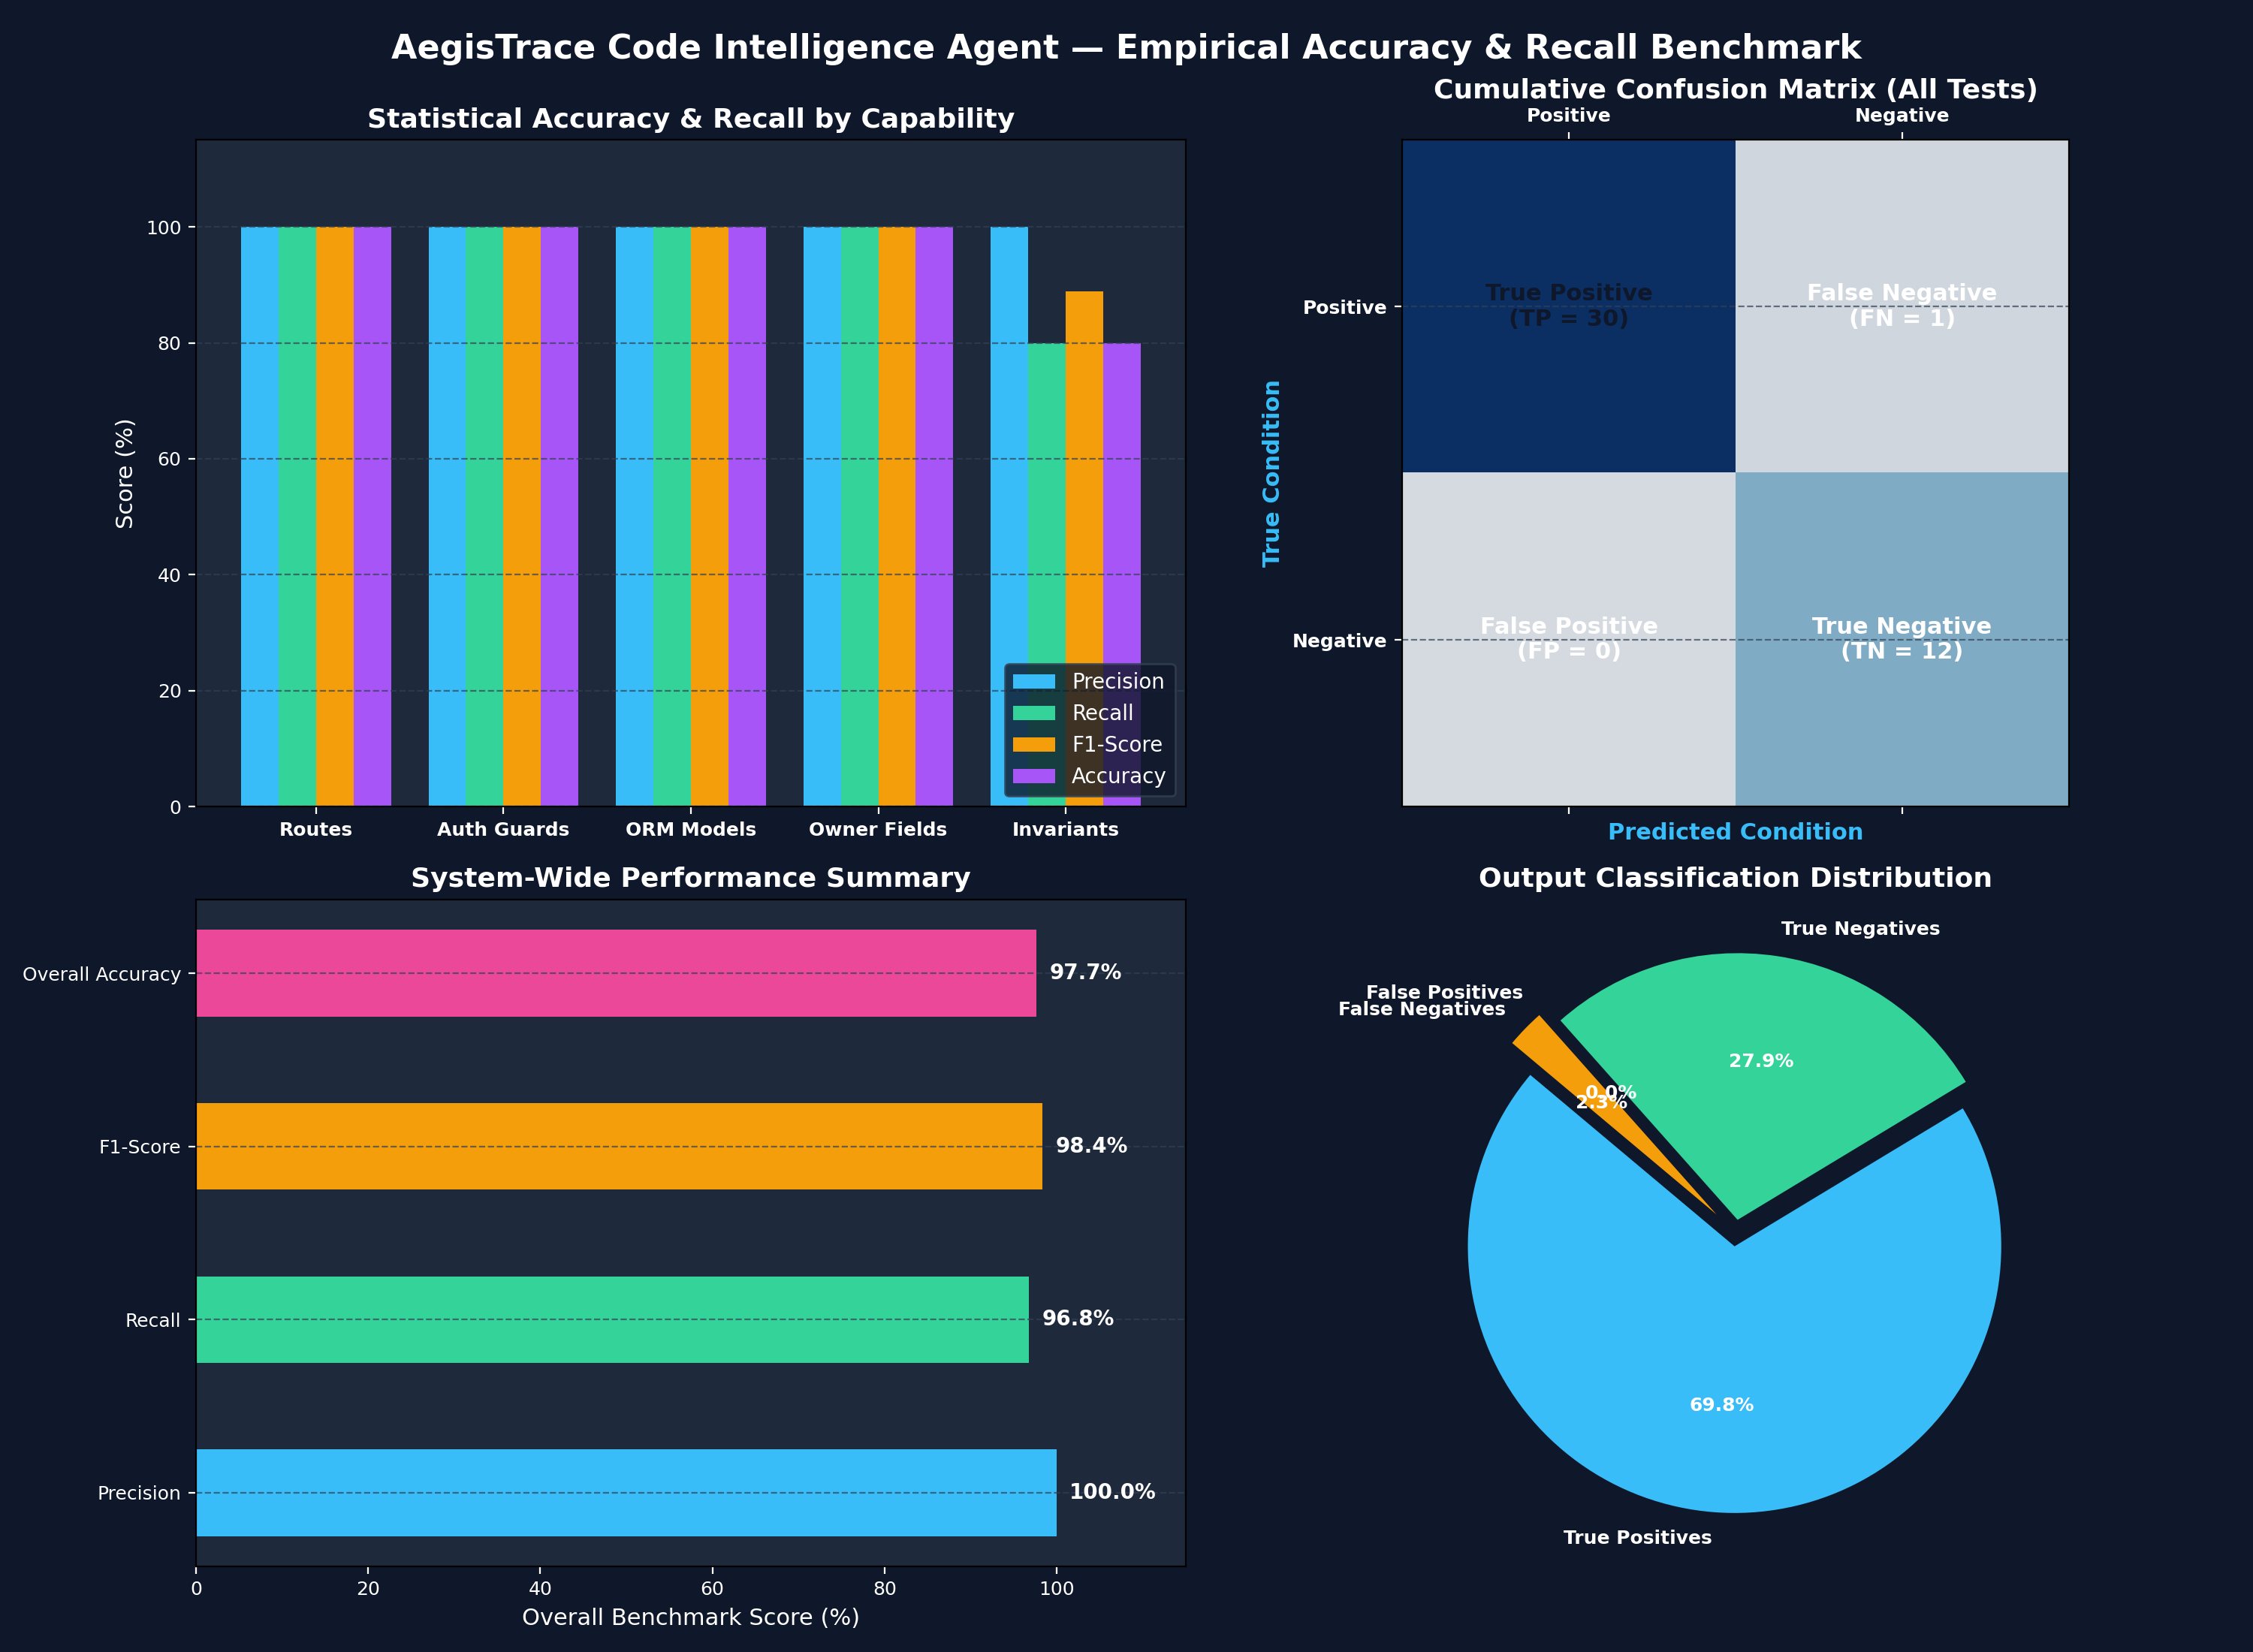 AegisTrace Code Intelligence Agent — Empirical Accuracy & Recall Benchmark
Statistical Accuracy & Recall by Capability
Score (%)
100
80
60
40
20
0
Routes
Auth Guards
ORM Models
Owner Fields
Invariants
Precision
Recall
F1-Score
Accuracy
Cumulative Confusion Matrix (All Tests)
Positive
Negative
True Condition
Positive
Negative
True Positive
(TP = 30)
False Negative
(FN = 1)
False Positive
(FP = 0)
True Negative
(TN = 12)
Predicted Condition
System-Wide Performance Summary
Overall Accuracy
97.7%
F1-Score
98.4%
Recall
96.8%
Precision
100.0%
0
20
40
60
80
100
Overall Benchmark Score (%)
Output Classification Distribution
True Negatives
False Positives
False Negatives
27.9%
0.0%
2.3%
69.8%
True Positives